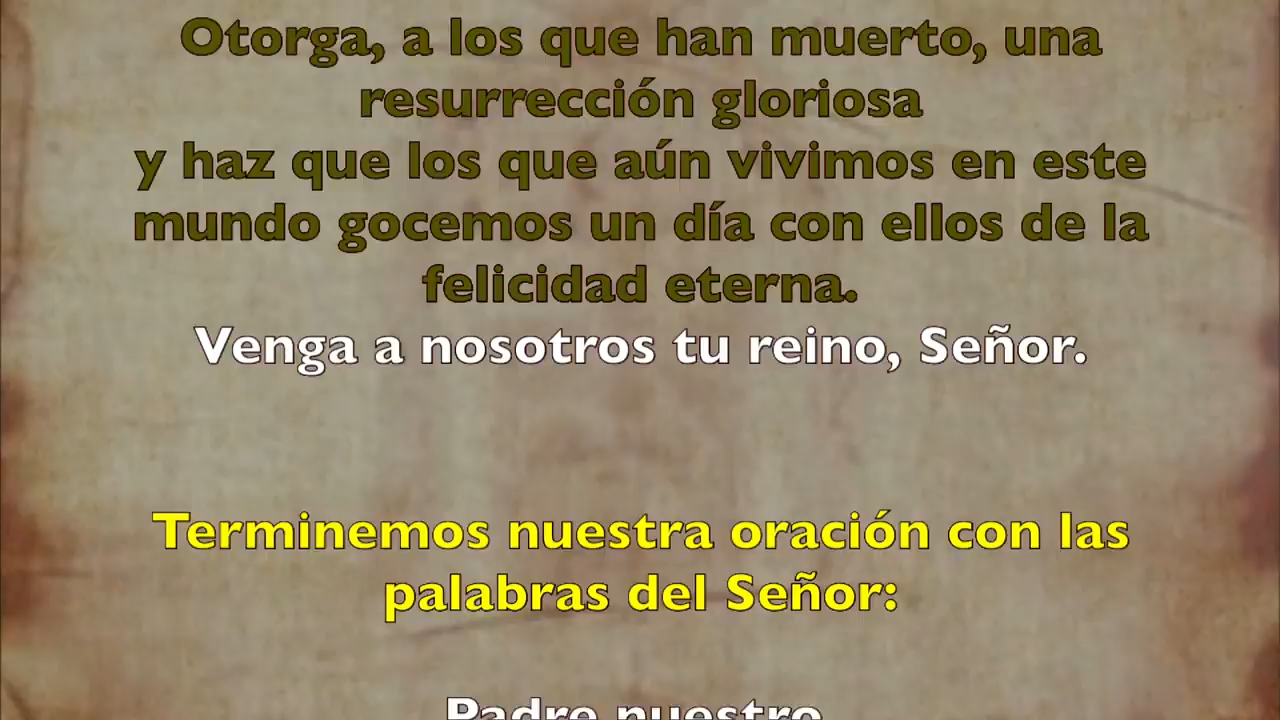 Otorga, a los que han muerto, una
resurrección gloriosa
y haz que los que aún vivimos en este
mundo gocemos un día con ellos de la
felicidad eterna.
Venga a nosotros tu reino, Señor.
Terminemos nuestra oración con las
palabras del Señor:
Padre nuestro